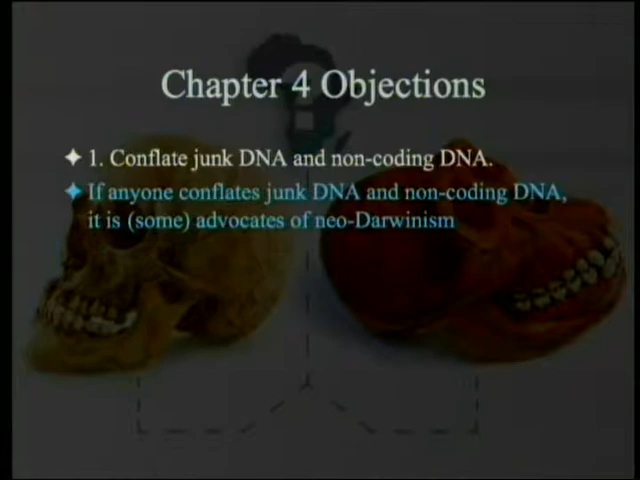 Chapter 4 Objections
1. Conflate junk DNA and non-coding DNA.
If anyone conflates junk DNA and non-coding DNA,
it is (some) advocates of neo-Darwinism